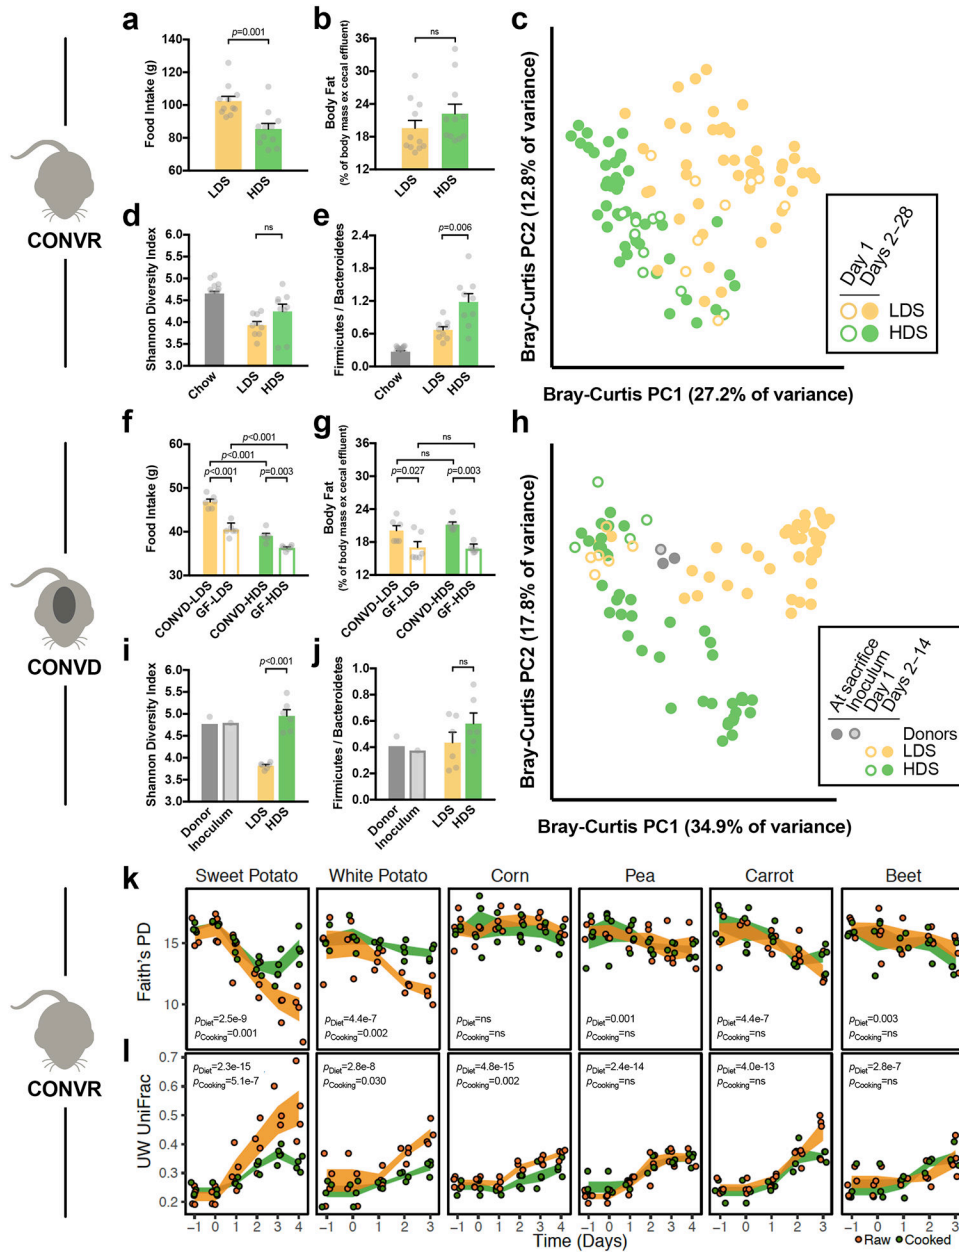 a
Food Intake (g)
140
120
100
80
60
p=0.001
LDS
HDS
b
Body Fat
(% of body mass ex cecal effluent)
36
30
24
18
12
ns
LDS
HDS
c
Bray-Curtis PC2 (12.8% of variance)
Bray-Curtis PC1 (27.2% of variance)
Day 1
Days 2–28
LDS
HDS
CONVR
d
Shannon Diversity Index
6.0
5.5
5.0
4.5
4.0
3.5
3.0
ns
Chow
LDS
HDS
e
Firmicutes / Bacteroidetes
2.4
1.8
1.2
0.6
0.0
p=0.006
Chow
LDS
HDS
f
Food Intake (g)
60
50
40
30
p<0.001
p<0.001
p<0.001
p=0.003
CONVD-LDS
GF-LDS
CONVD-HDS
GF-HDS
g
Body Fat
(% of body mass ex cecal effluent)
36
30
24
18
12
ns
ns
p=0.027
p=0.003
CONVD-LDS
GF-LDS
CONVD-HDS
GF-HDS
h
Bray-Curtis PC2 (17.8% of variance)
Bray-Curtis PC1 (34.9% of variance)
At sacrifice
Inoculum
Day 1
Days 2–14
Donors
LDS
HDS
CONVD
i
Shannon Diversity Index
6.0
5.5
5.0
4.5
4.0
3.5
3.0
p<0.001
Donor
Inoculum
LDS
HDS
j
Firmicutes / Bacteroidetes
1.0
0.8
0.6
0.4
0.2
0.0
ns
Donor
Inoculum
LDS
HDS
k
Sweet Potato
White Potato
Corn
Pea
Carrot
Beet
Faith's PD
15
10
pDiet=2.5e-9
pCooking=0.001
pDiet=4.4e-7
pCooking=0.002
pDiet=ns
pCooking=ns
pDiet=0.001
pCooking=ns
pDiet=4.4e-7
pCooking=ns
pDiet=0.003
pCooking=ns
CONVR
l
UW UniFrac
0.7
0.6
0.5
0.4
0.3
0.2
pDiet=2.3e-15
pCooking=5.1e-7
pDiet=2.8e-8
pCooking=0.030
pDiet=4.8e-15
pCooking=0.002
pDiet=2.4e-14
pCooking=ns
pDiet=4.0e-13
pCooking=ns
pDiet=2.8e-7
pCooking=ns
−1 0 1 2 3 4
−1 0 1 2 3
−1 0 1 2 3 4
−1 0 1 2 3 4
−1 0 1 2 3
−1 0 1 2 3
Time (Days)
Raw Cooked